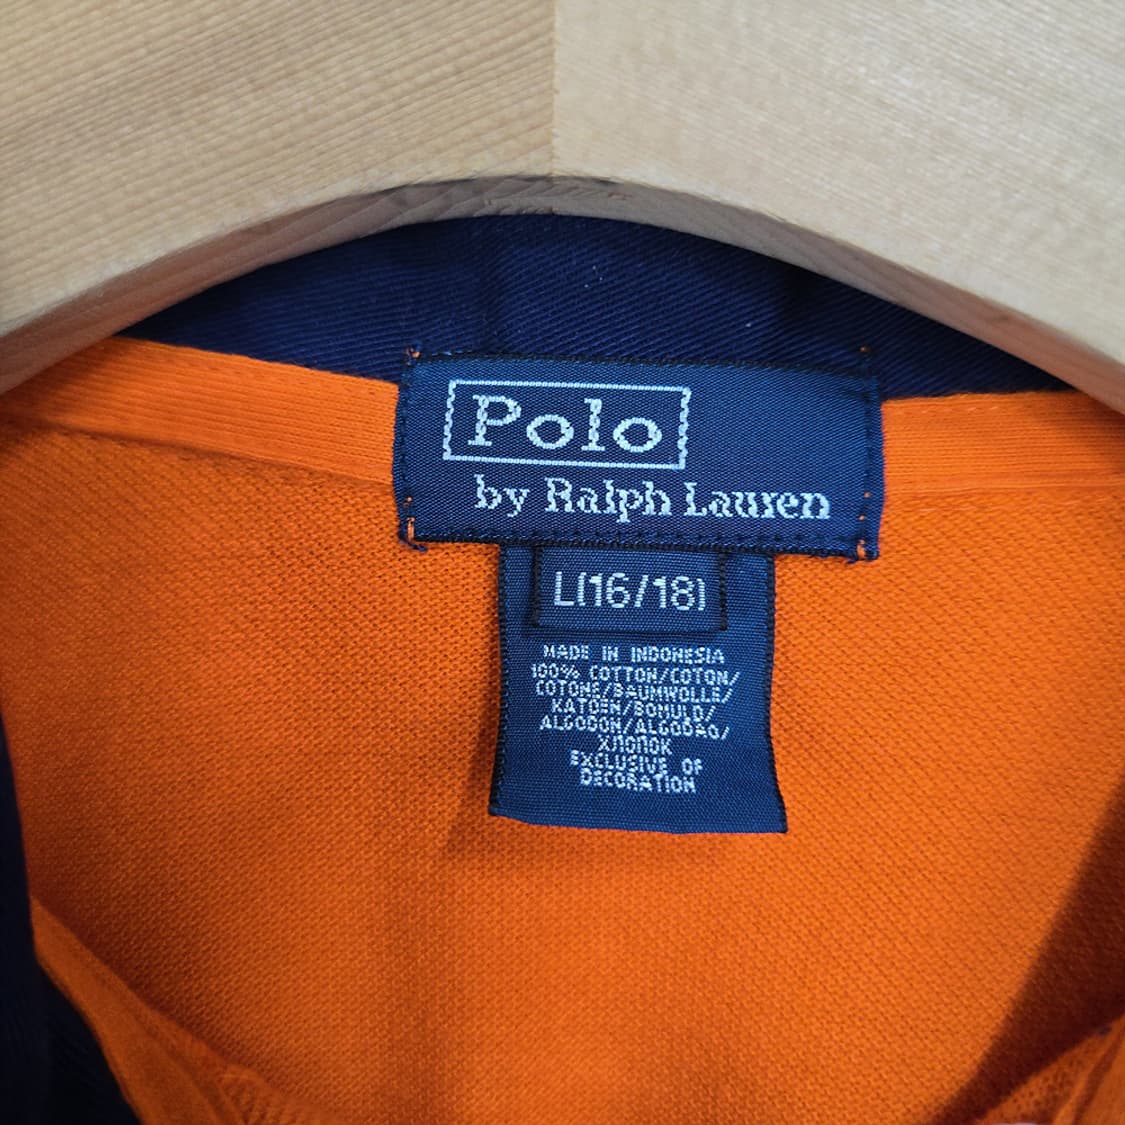 Polo
by Ralph Lauren
L(16/18)
MADE IN INDONESIA
100% COTTON/COTON/
COTONE/BAUMWOLLE/
KATOEN/BOMULD/
ALGODON/ALGODAO/
ХЛОПОК
EXCLUSIVE OF
DECORATION